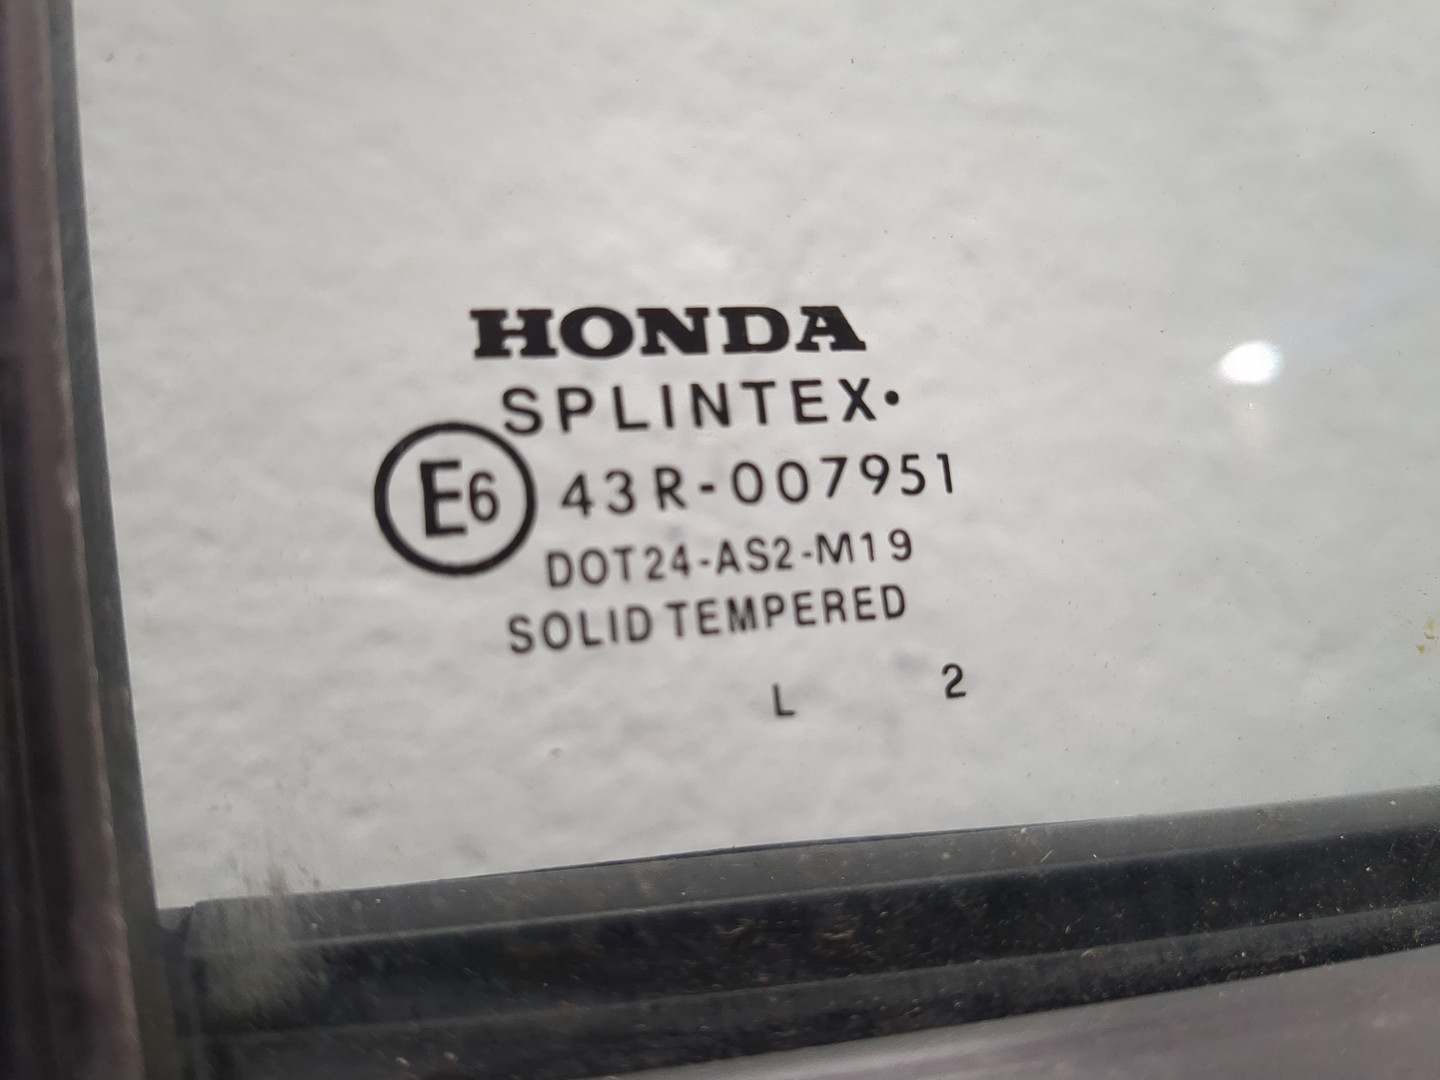 HONDA
SPLINTEX•
E6 43R-007951
DOT24-AS2-M19
SOLID TEMPERED
L 2